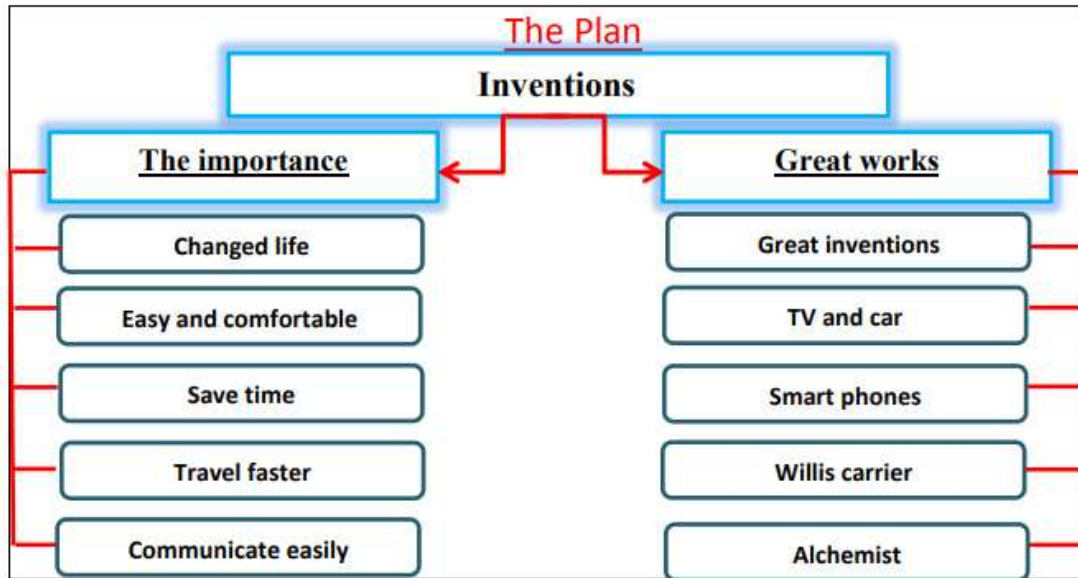 The Plan
Inventions
The importance
Changed life
Easy and comfortable
Save time
Travel faster
Communicate easily
Great works
Great inventions
TV and car
Smart phones
Willis carrier
Alchemist